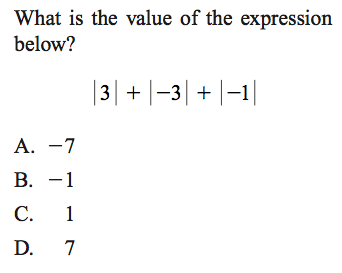 What is the value of the expression
below?
|3| + |−3| + |−1|
A. −7
B. −1
C. 1
D. 7